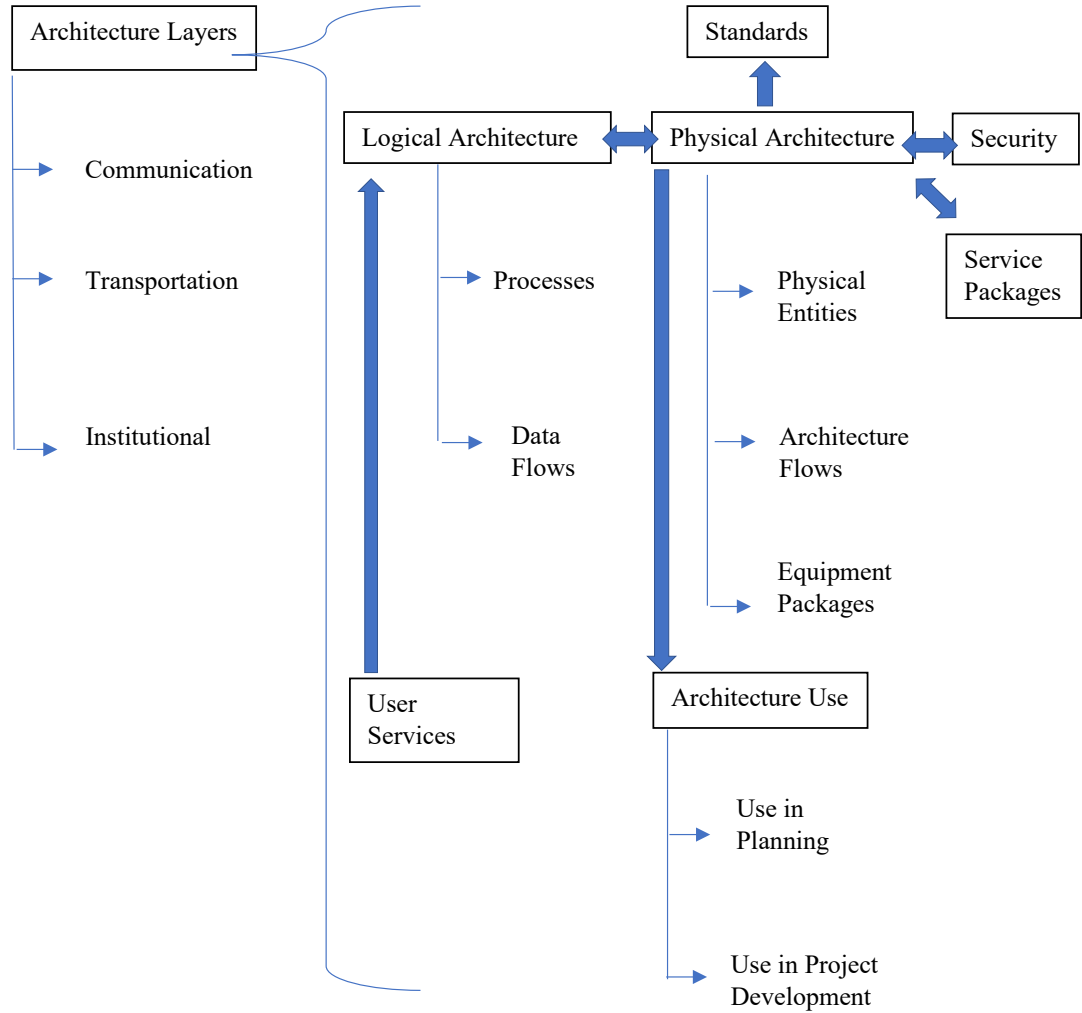 Architecture Layers
Communication
Transportation
Institutional
Standards
Logical Architecture
Physical Architecture
Security
Service
Packages
Processes
Data
Flows
Physical
Entities
Architecture
Flows
Equipment
Packages
User
Services
Architecture Use
Use in
Planning
Use in Project
Development